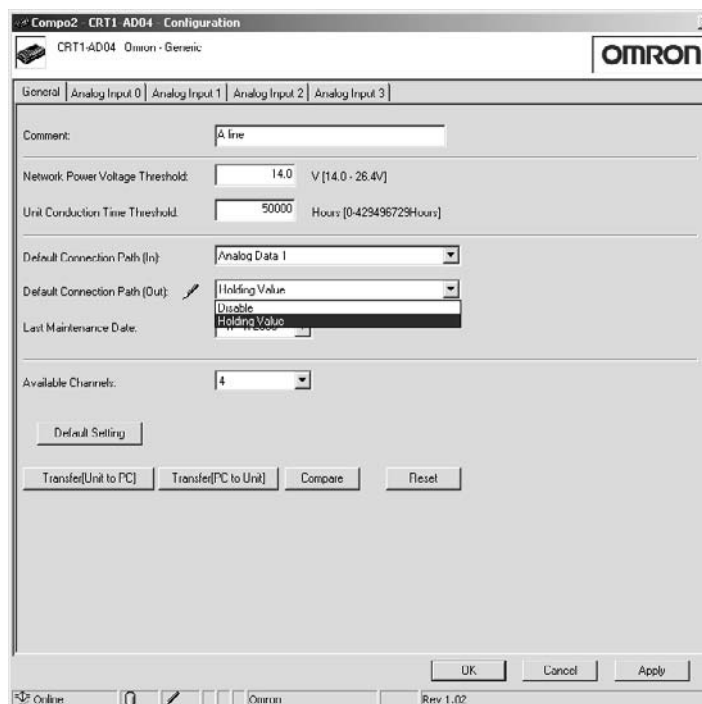 Compo2 - CRT1-AD04 - Configuration
CRT1-AD04 Omron - Generic
OMRON
General Analog Input 0 Analog Input 1 Analog Input 2 Analog Input 3
Comment: A line
Network Power Voltage Threshold: 14.0 V [14.0 - 26.4V]
Unit Conduction Time Threshold: 50000 Hours [0-429496729Hours]
Default Connection Path (In): Analog Data 1
Default Connection Path (Out): Holding Value
Disable
Holding Value
Last Maintenance Date:
Available Channels: 4
Default Setting
Transfer[Unit to PC] Transfer[PC to Unit] Compare Reset
OK Cancel Apply
Online Omron Rev 1.02